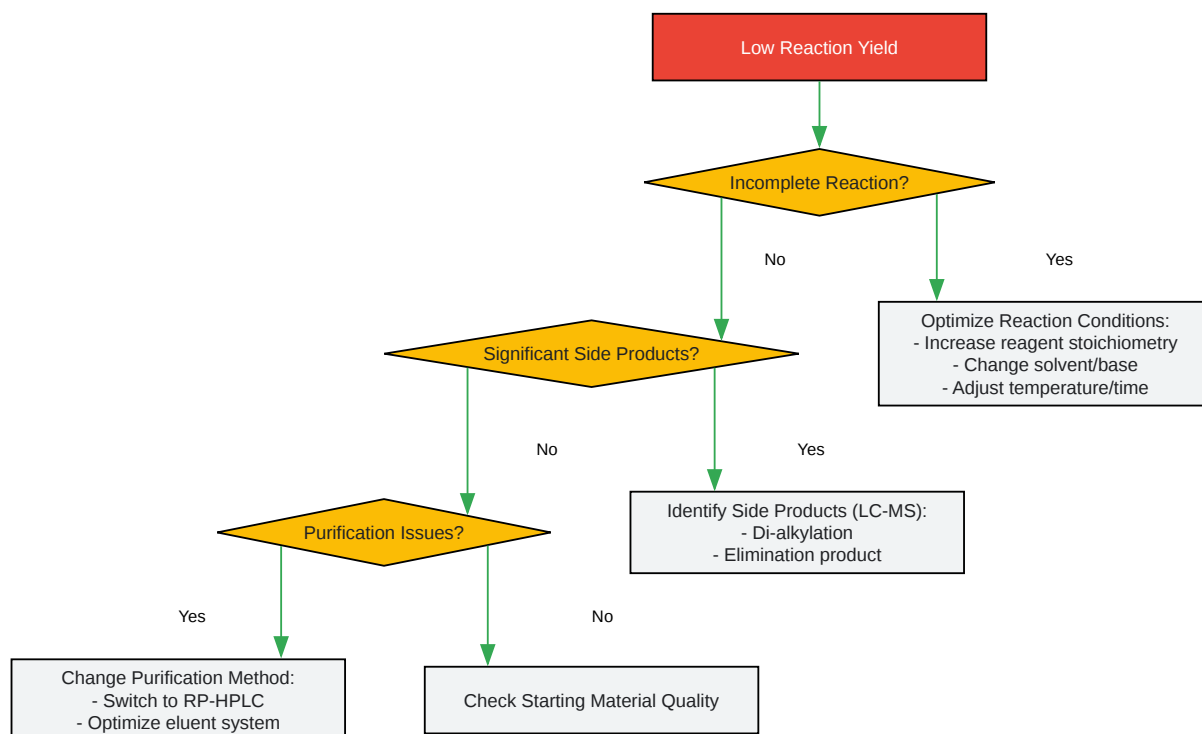 Low Reaction Yield
Incomplete Reaction?
No
Yes
Optimize Reaction Conditions:
- Increase reagent stoichiometry
- Change solvent/base
- Adjust temperature/time
Significant Side Products?
No
Yes
Identify Side Products (LC-MS):
- Di-alkylation
- Elimination product
Purification Issues?
Yes
No
Change Purification Method:
- Switch to RP-HPLC
- Optimize eluent system
Check Starting Material Quality